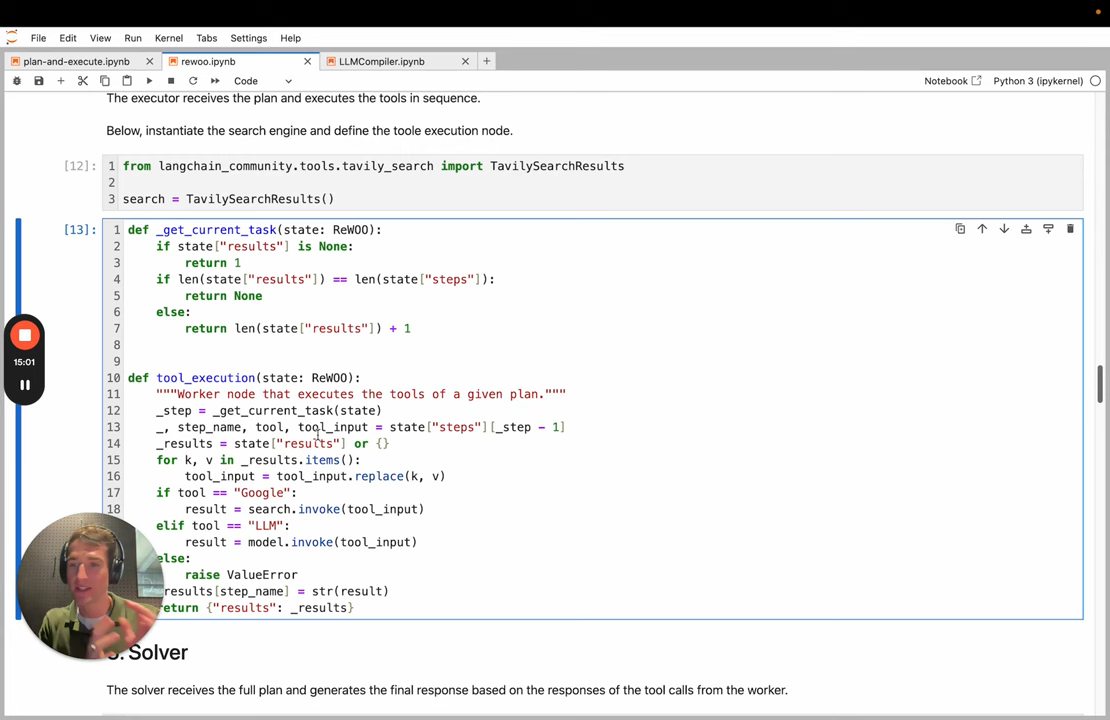 File Edit View Run Kernel Tabs Settings Help
plan-and-execute.ipynb rewoo.ipynb LLMCompiler.ipynb
Code Notebook Python 3 (ipykernel)
The executor receives the plan and executes the tools in sequence.
Below, instantiate the search engine and define the toole execution node.
[12]: 1 from langchain_community.tools.tavily_search import TavilySearchResults
2
3 search = TavilySearchResults()
[13]: 1 def _get_current_task(state: ReWOO):
2 if state["results"] is None:
3 return 1
4 if len(state["results"]) == len(state["steps"]):
5 return None
6 else:
7 return len(state["results"]) + 1
8
9
10 def tool_execution(state: ReWOO):
11 """Worker node that executes the tools of a given plan."""
12 _step = _get_current_task(state)
13 _, step_name, tool, tool_input = state["steps"][_step - 1]
14 _results = state["results"] or {}
15 for k, v in _results.items():
16 tool_input = tool_input.replace(k, v)
17 if tool == "Google":
18 result = search.invoke(tool_input)
elif tool == "LLM":
result = model.invoke(tool_input)
else:
raise ValueError
results[step_name] = str(result)
return {"results": _results}
15:01
Solver
The solver receives the full plan and generates the final response based on the responses of the tool calls from the worker.